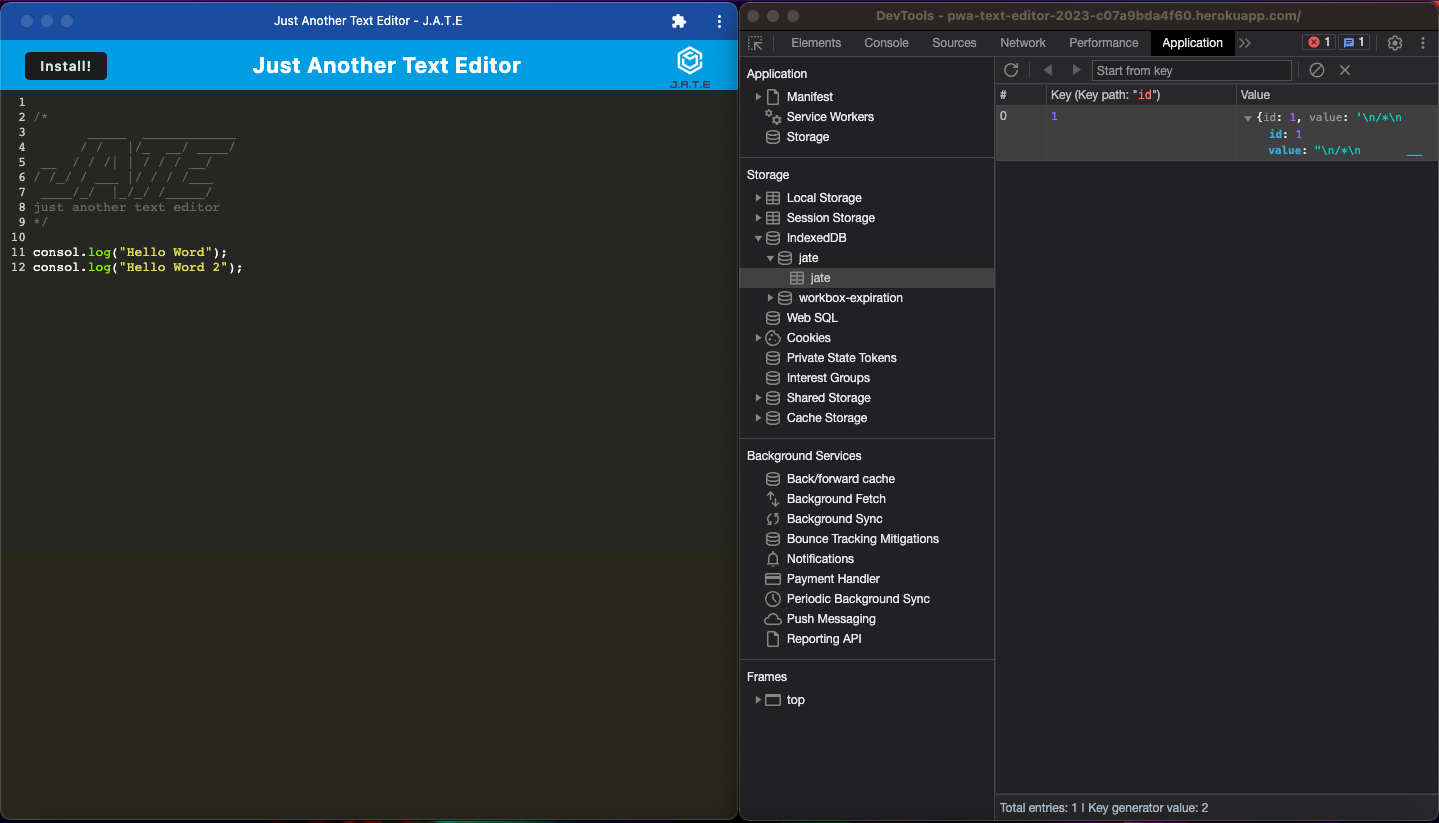 Just Another Text Editor - J.A.T.E
Install!
Just Another Text Editor
J.A.T.E
1
2 /*
3      _____  ____________
4     / /   |/_  __/ ____/
5  __  / / /| | / / / __/
6 / /_/ / ___ |/ / / /___
7  ____/_/  |_/_/ /_____/
8 just another text editor
9 */
10
11 consol.log("Hello Word");
12 consol.log("Hello Word 2");
DevTools - pwa-text-editor-2023-c07a9bda4f60.herokuapp.com/
Elements Console Sources Network Performance Application 1 1
Application
Manifest
Service Workers
Storage
Storage
Local Storage
Session Storage
IndexedDB
jate
jate
workbox-expiration
Web SQL
Cookies
Private State Tokens
Interest Groups
Shared Storage
Cache Storage
Background Services
Back/forward cache
Background Fetch
Background Sync
Bounce Tracking Mitigations
Notifications
Payment Handler
Periodic Background Sync
Push Messaging
Reporting API
Frames
top
Start from key
# Key (Key path: "id") Value
0 1 {id: 1, value: '\n/*\n
id: 1
value: "\n/*\n       __
Total entries: 1 | Key generator value: 2